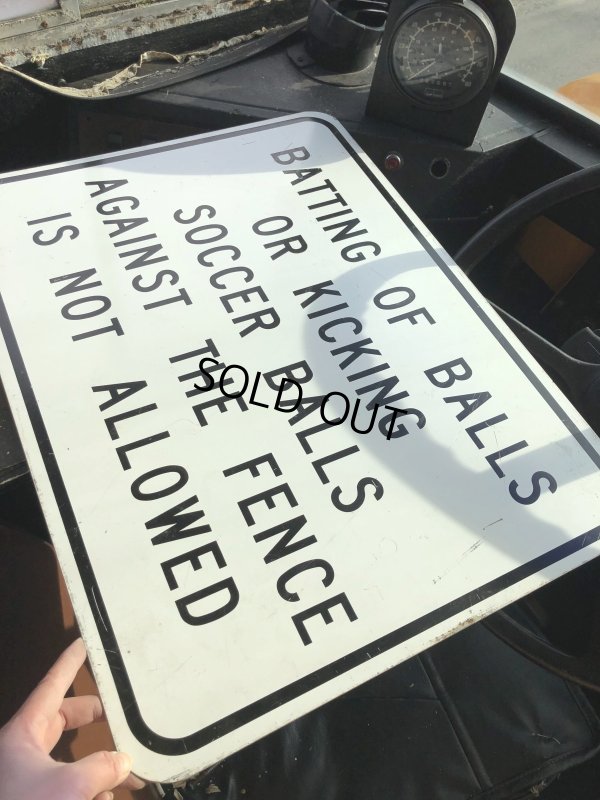 BATTING OF BALLS
OR KICKING
SOCCER BALLS
AGAINST THE FENCE
IS NOT ALLOWED
SOLD OUT